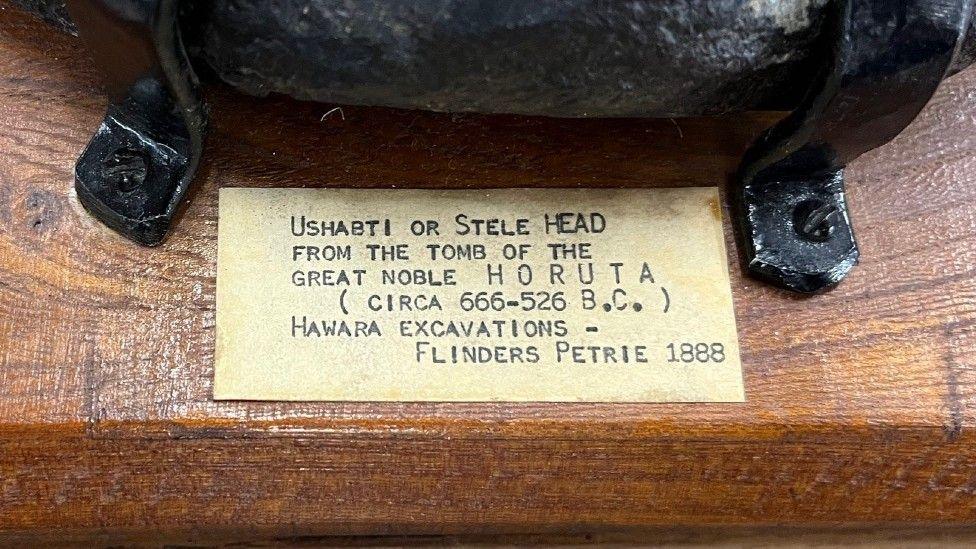 USHABTI OR STELE HEAD
FROM THE TOMB OF THE
GREAT NOBLE H O R U T A
( CIRCA 666-526 B.C. )
HAWARA EXCAVATIONS -
FLINDERS PETRIE 1888